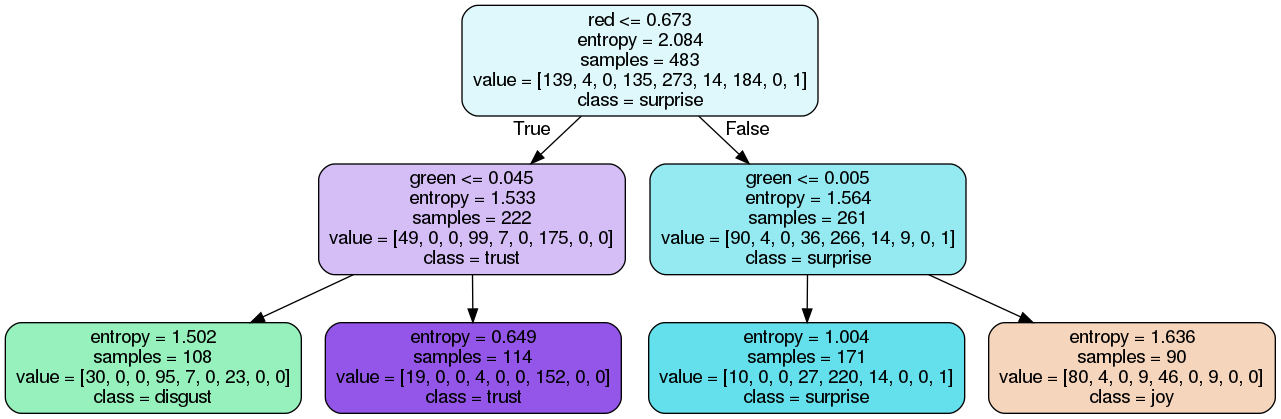 red <= 0.673
entropy = 2.084
samples = 483
value = [139, 4, 0, 135, 273, 14, 184, 0, 1]
class = surprise
True
False
green <= 0.045
entropy = 1.533
samples = 222
value = [49, 0, 0, 99, 7, 0, 175, 0, 0]
class = trust
green <= 0.005
entropy = 1.564
samples = 261
value = [90, 4, 0, 36, 266, 14, 9, 0, 1]
class = surprise
entropy = 1.502
samples = 108
value = [30, 0, 0, 95, 7, 0, 23, 0, 0]
class = disgust
entropy = 0.649
samples = 114
value = [19, 0, 0, 4, 0, 0, 152, 0, 0]
class = trust
entropy = 1.004
samples = 171
value = [10, 0, 0, 27, 220, 14, 0, 0, 1]
class = surprise
entropy = 1.636
samples = 90
value = [80, 4, 0, 9, 46, 0, 9, 0, 0]
class = joy